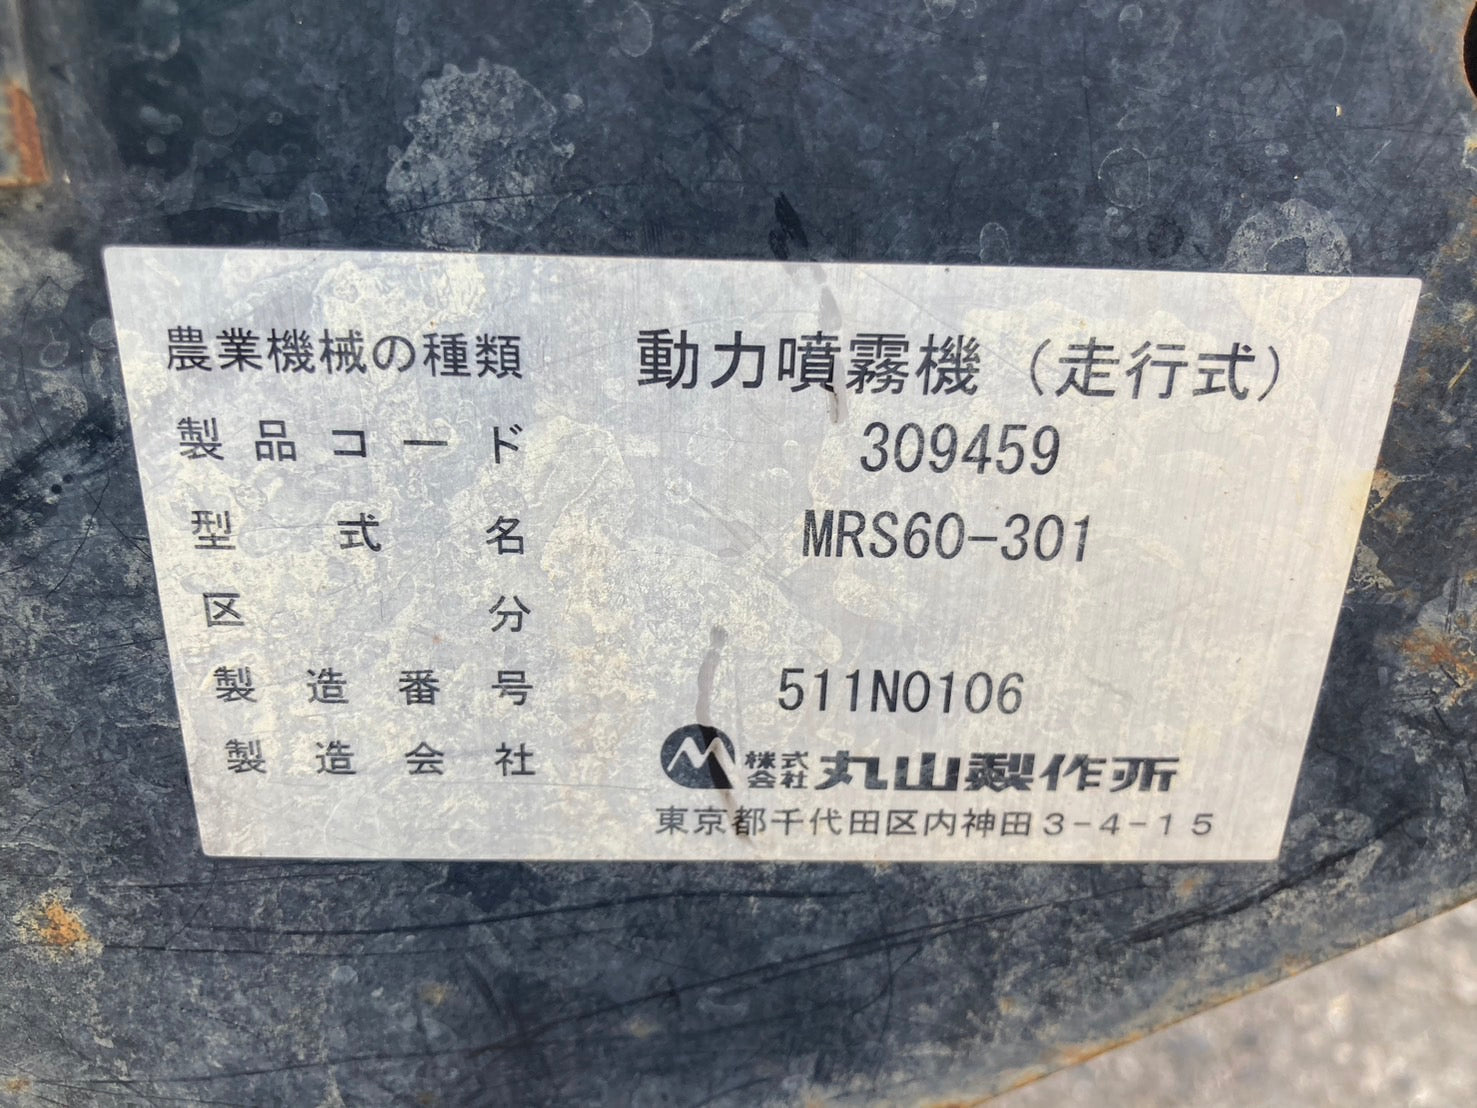 農業機械の種類 動力噴霧機（走行式）
製品コード 309459
型式名 MRS60-301
区分
製造番号 511N0106
製造会社 株式会社 丸山製作所
東京都千代田区内神田3-4-15